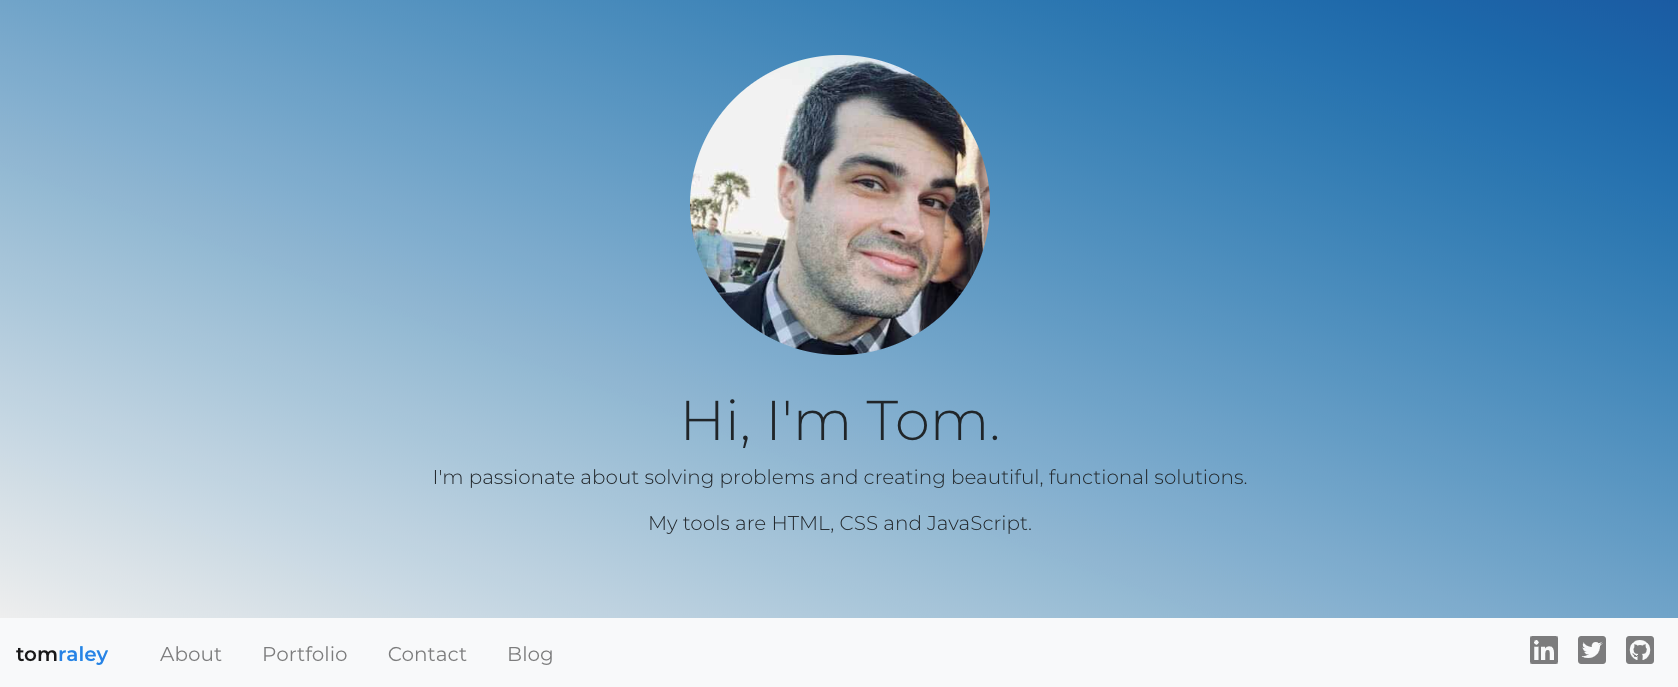 Hi, I'm Tom.
I'm passionate about solving problems and creating beautiful, functional solutions.
My tools are HTML, CSS and JavaScript.
tomraley About Portfolio Contact Blog in